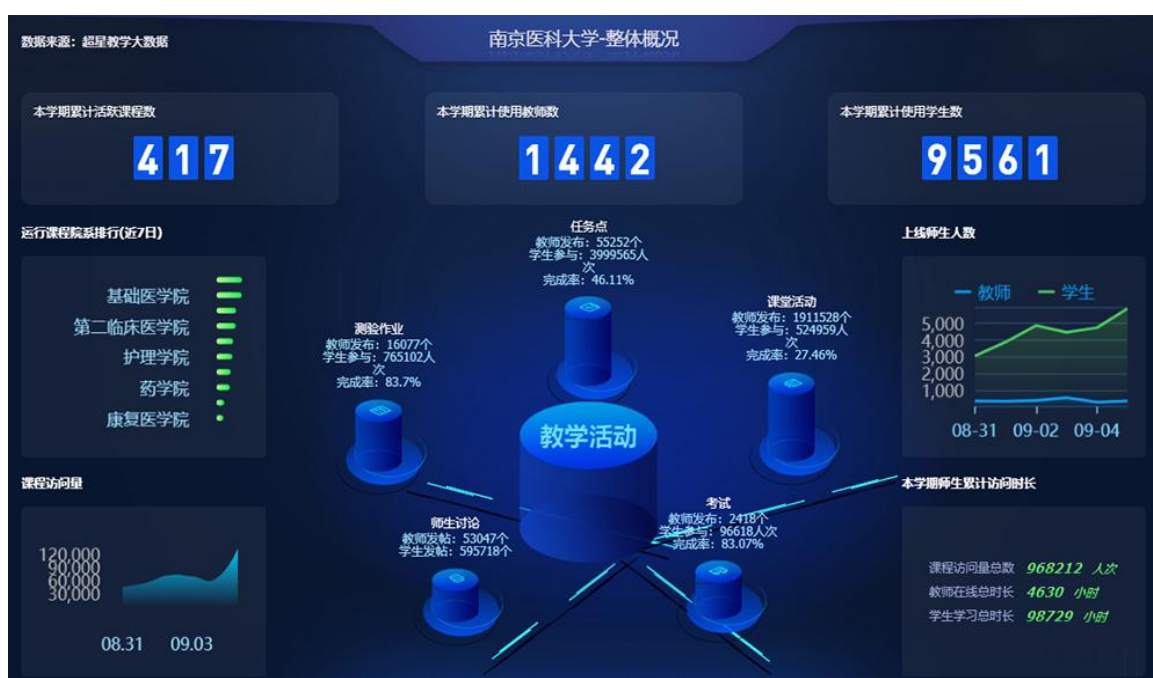 数据来源：超星教学大数据
南京医科大学-整体概况
本学期累计活跃课程数
417
本学期累计使用教师数
1442
本学期累计使用学生数
9561
运行课程院系排行(近7日)
基础医学院
第二临床医学院
护理学院
药学院
康复医学院
任务点
教师发布：55252个
学生参与：3999565人
次
完成率：46.11%
测验作业
教师发布：16077个
学生参与：765102人
次
完成率：83.7%
课堂活动
教师发布：1911528个
学生参与：524959人
次
完成率：27.46%
教学活动
师生讨论
教师发帖：53047个
学生发帖：595718个
考试
教师发布：2418个
学生参与：96618人次
完成率：83.07%
上线师生人数
教师 学生
5,000
4,000
3,000
2,000
1,000
08-31 09-02 09-04
课程访问量
120,000
90,000
60,000
30,000
08.31 09.03
本学期师生累计访问时长
课程访问量总数 968212 人次
教师在线总时长 4630 小时
学生学习总时长 98729 小时